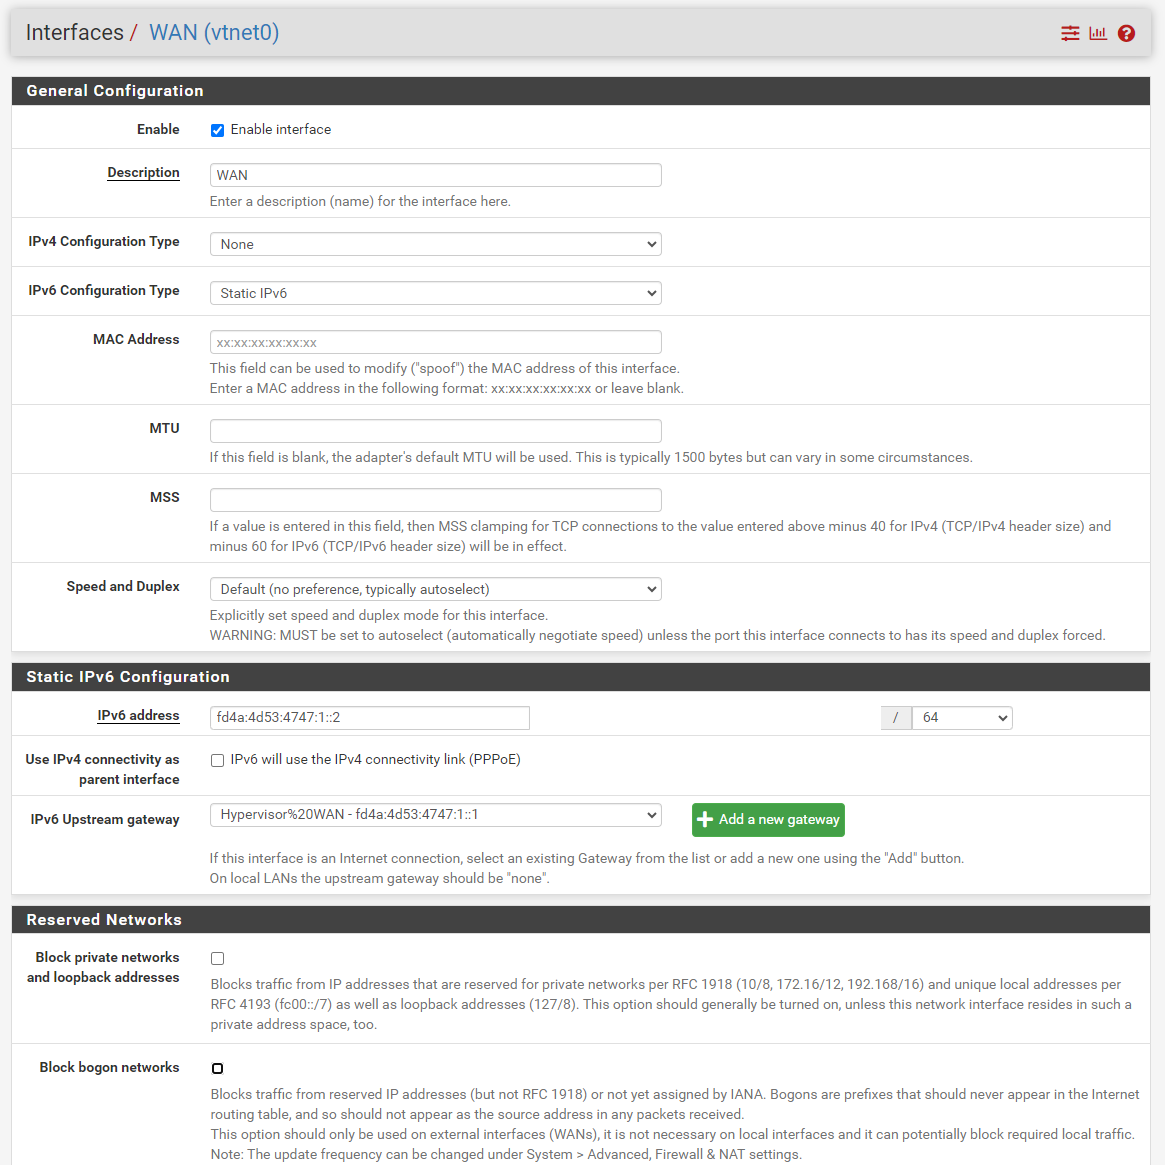 Interfaces / WAN (vtnet0)
General Configuration
Enable
Enable interface
Description
WAN
Enter a description (name) for the interface here.
IPv4 Configuration Type
None
IPv6 Configuration Type
Static IPv6
MAC Address
xx:xx:xx:xx:xx:xx
This field can be used to modify ("spoof") the MAC address of this interface.
Enter a MAC address in the following format: xx:xx:xx:xx:xx:xx or leave blank.
MTU
If this field is blank, the adapter's default MTU will be used. This is typically 1500 bytes but can vary in some circumstances.
MSS
If a value is entered in this field, then MSS clamping for TCP connections to the value entered above minus 40 for IPv4 (TCP/IPv4 header size) and
minus 60 for IPv6 (TCP/IPv6 header size) will be in effect.
Speed and Duplex
Default (no preference, typically autoselect)
Explicitly set speed and duplex mode for this interface.
WARNING: MUST be set to autoselect (automatically negotiate speed) unless the port this interface connects to has its speed and duplex forced.
Static IPv6 Configuration
IPv6 address
fd4a:4d53:4747:1::2
/ 64
Use IPv4 connectivity as
parent interface
IPv6 will use the IPv4 connectivity link (PPPoE)
IPv6 Upstream gateway
Hypervisor%20WAN - fd4a:4d53:4747:1::1
Add a new gateway
If this interface is an Internet connection, select an existing Gateway from the list or add a new one using the "Add" button.
On local LANs the upstream gateway should be "none".
Reserved Networks
Block private networks
and loopback addresses
Blocks traffic from IP addresses that are reserved for private networks per RFC 1918 (10/8, 172.16/12, 192.168/16) and unique local addresses per
RFC 4193 (fc00::/7) as well as loopback addresses (127/8). This option should generally be turned on, unless this network interface resides in such a
private address space, too.
Block bogon networks
Blocks traffic from reserved IP addresses (but not RFC 1918) or not yet assigned by IANA. Bogons are prefixes that should never appear in the Internet
routing table, and so should not appear as the source address in any packets received.
This option should only be used on external interfaces (WANs), it is not necessary on local interfaces and it can potentially block required local traffic.
Note: The update frequency can be changed under System > Advanced, Firewall & NAT settings.